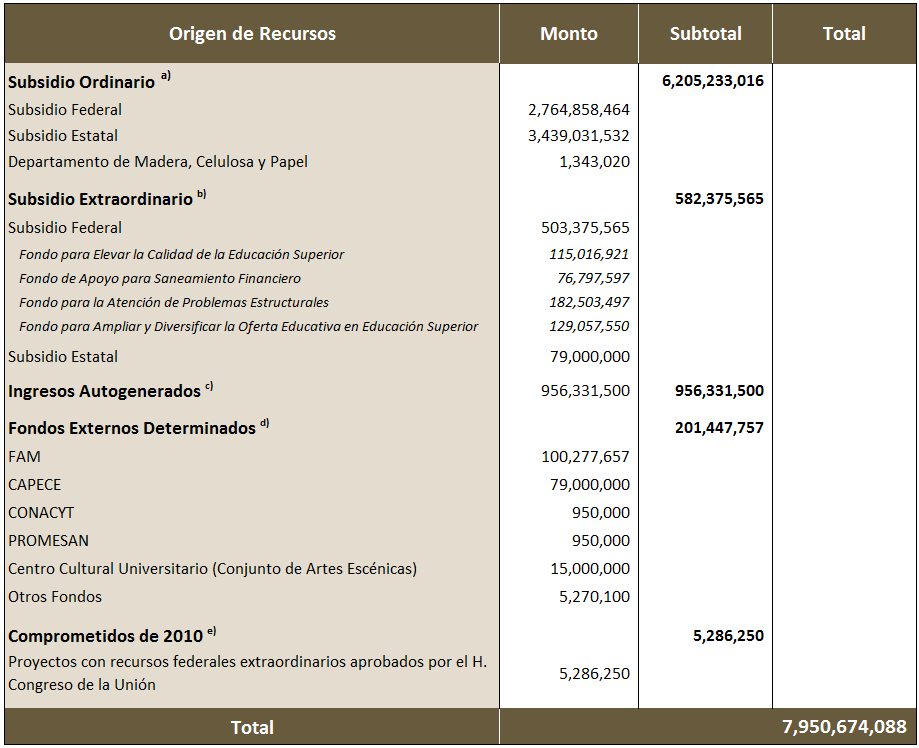 Origen de Recursos Monto Subtotal Total
Subsidio Ordinario a) 6,205,233,016
Subsidio Federal 2,764,858,464
Subsidio Estatal 3,439,031,532
Departamento de Madera, Celulosa y Papel 1,343,020
Subsidio Extraordinario b) 582,375,565
Subsidio Federal 503,375,565
Fondo para Elevar la Calidad de la Educación Superior 115,016,921
Fondo de Apoyo para Saneamiento Financiero 76,797,597
Fondo para la Atención de Problemas Estructurales 182,503,497
Fondo para Ampliar y Diversificar la Oferta Educativa en Educación Superior 129,057,550
Subsidio Estatal 79,000,000
Ingresos Autogenerados c) 956,331,500 956,331,500
Fondos Externos Determinados d) 201,447,757
FAM 100,277,657
CAPECE 79,000,000
CONACYT 950,000
PROMESAN 950,000
Centro Cultural Universitario (Conjunto de Artes Escénicas) 15,000,000
Otros Fondos 5,270,100
Comprometidos de 2010 e) 5,286,250
Proyectos con recursos federales extraordinarios aprobados por el H.
Congreso de la Unión 5,286,250
Total 7,950,674,088